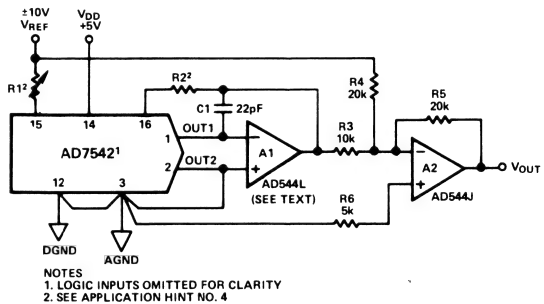 ±10V
VREF
VDD
+5V
R1²
R2²
C1
22pF
R4
20k
R5
20k
15
14
16
1
OUT1
AD7542¹
2
OUT2
A1
R3
10k
A2
VOUT
AD544L
(SEE TEXT)
AD544J
12
3
R6
5k
DGND
AGND
NOTES
1. LOGIC INPUTS OMITTED FOR CLARITY
2. SEE APPLICATION HINT NO. 4